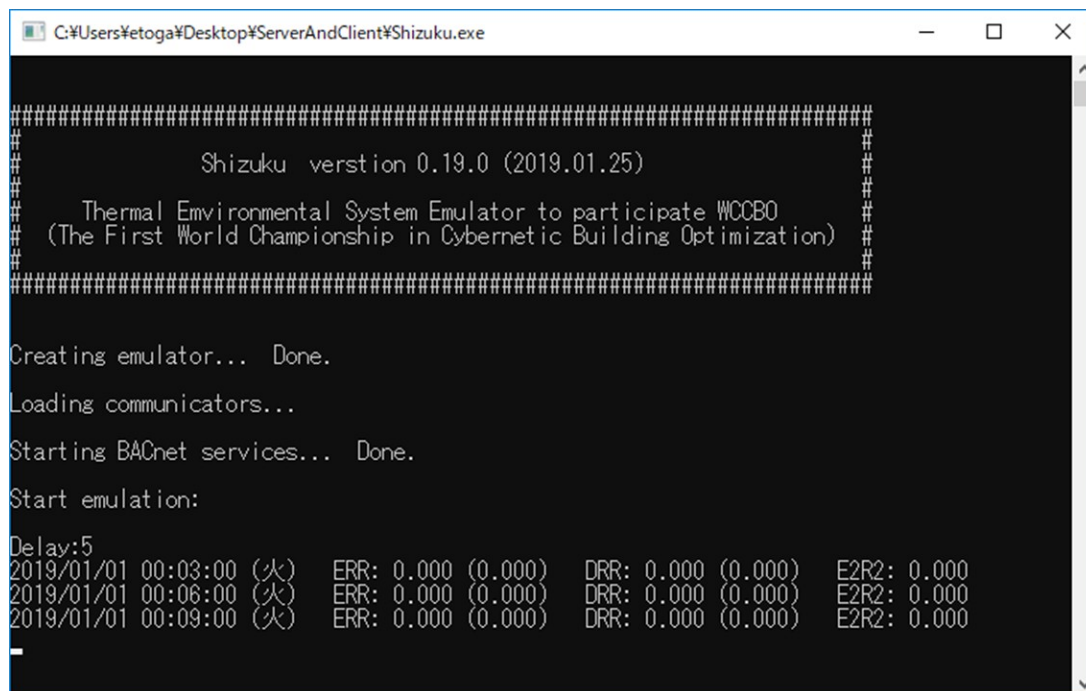 C:¥Users¥etoga¥Desktop¥ServerAndClient¥Shizuku.exe
########################################################################
#                                                                      #
#               Shizuku  verstion 0.19.0 (2019.01.25)                  #
#                                                                      #
#     Thermal Emvironmental System Emulator to participate WCCBO       #
#  (The First World Championship in Cybernetic Building Optimization)  #
#                                                                      #
########################################################################
Creating emulator...  Done.
Loading communicators...
Starting BACnet services...  Done.
Start emulation:
Delay:5
2019/01/01 00:03:00 (火)   ERR: 0.000 (0.000)   DRR: 0.000 (0.000)   E2R2: 0.000
2019/01/01 00:06:00 (火)   ERR: 0.000 (0.000)   DRR: 0.000 (0.000)   E2R2: 0.000
2019/01/01 00:09:00 (火)   ERR: 0.000 (0.000)   DRR: 0.000 (0.000)   E2R2: 0.000